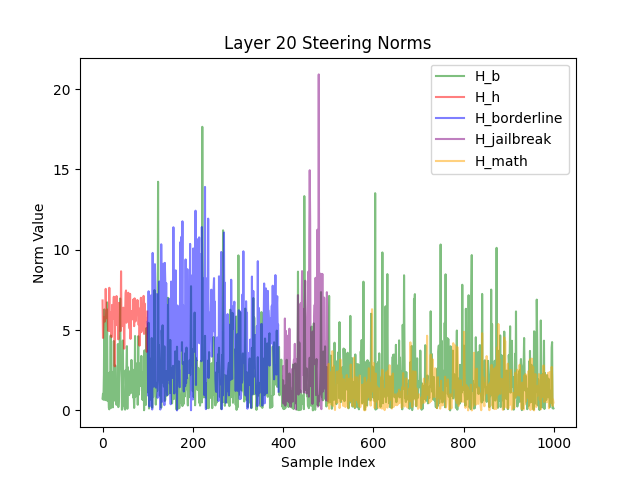 Layer 20 Steering Norms
H_b
H_h
H_borderline
H_jailbreak
H_math
Norm Value
20
15
10
5
0
0 200 400 600 800 1000
Sample Index